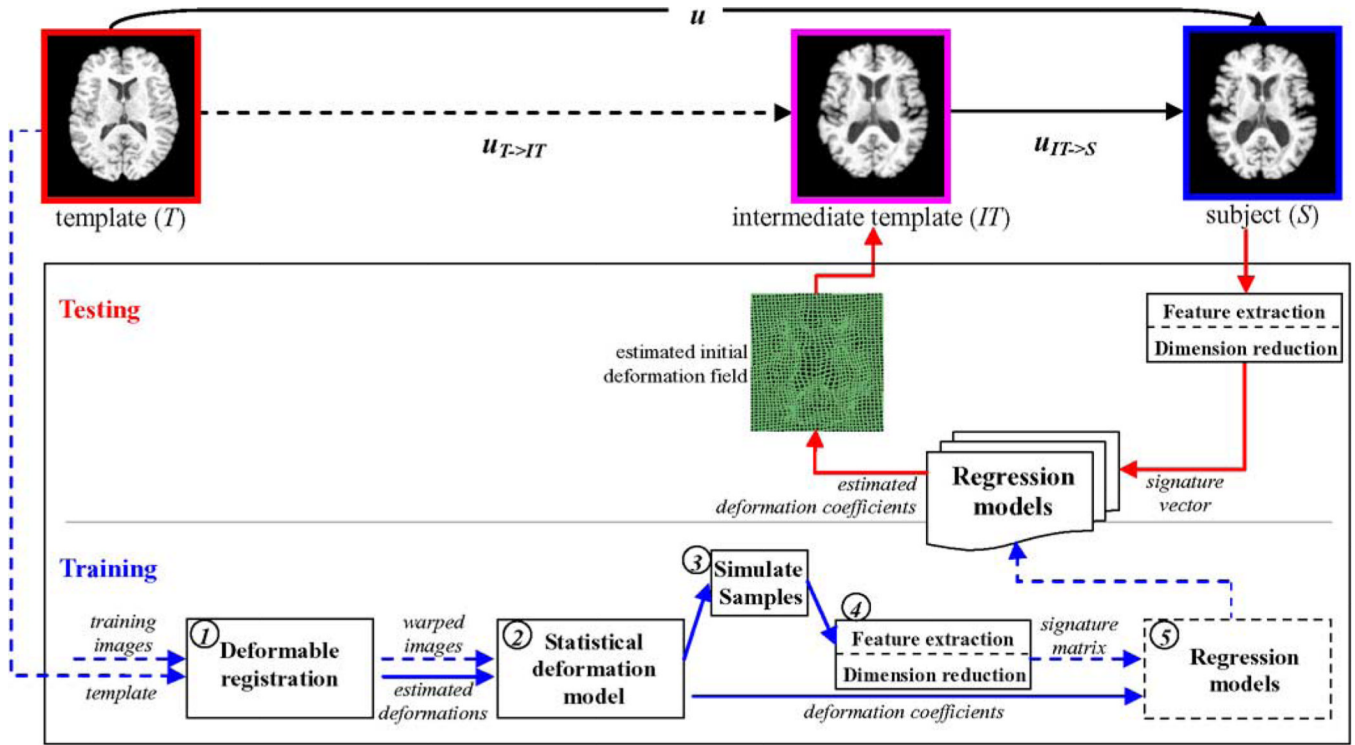 u
u T->IT
u IT->S
template (T)
intermediate template (IT)
subject (S)
Testing
Feature extraction
Dimension reduction
estimated initial
deformation field
estimated
deformation coefficients
Regression
models
signature
vector
Training
3
Simulate
Samples
training
images
template
1
Deformable
registration
warped
images
estimated
deformations
2
Statistical
deformation
model
4
Feature extraction
Dimension reduction
signature
matrix
deformation coefficients
5
Regression
models